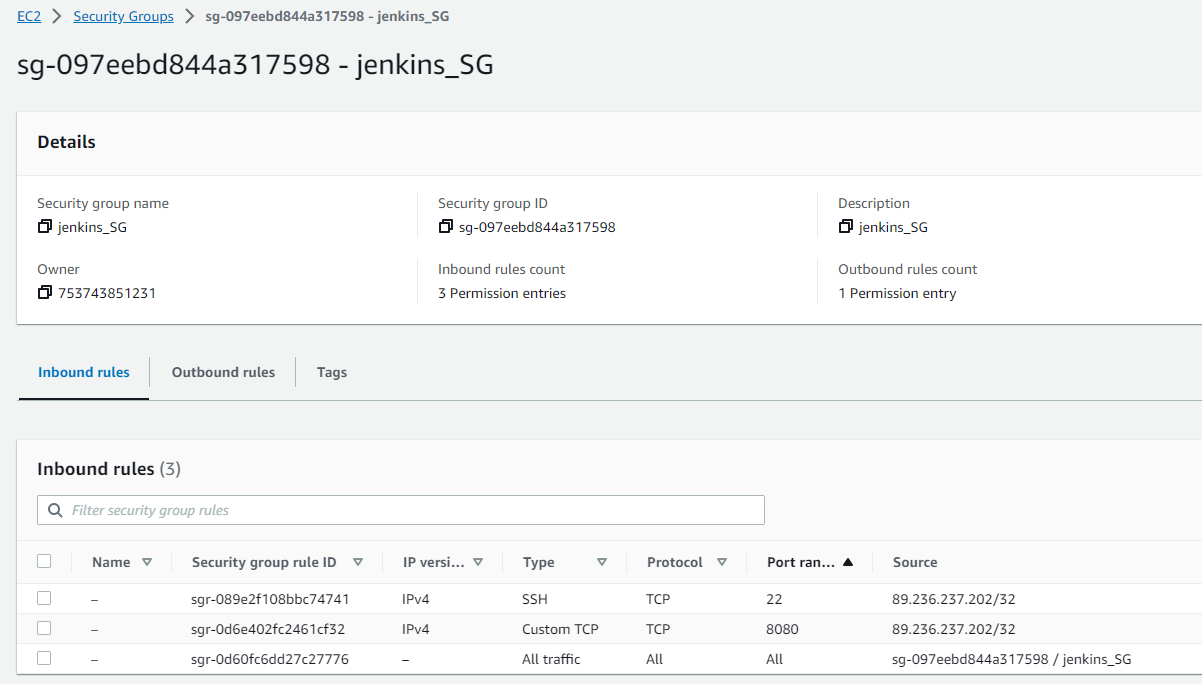 EC2 > Security Groups > sg-097eebd844a317598 - jenkins_SG
sg-097eebd844a317598 - jenkins_SG
Details
Security group name Security group ID Description
jenkins_SG sg-097eebd844a317598 jenkins_SG
Owner Inbound rules count Outbound rules count
753743851231 3 Permission entries 1 Permission entry
Inbound rules Outbound rules Tags
Inbound rules (3)
Filter security group rules
Name Security group rule ID IP versi... Type Protocol Port ran... Source
– sgr-089e2f108bbc74741 IPv4 SSH TCP 22 89.236.237.202/32
– sgr-0d6e402fc2461cf32 IPv4 Custom TCP TCP 8080 89.236.237.202/32
– sgr-0d60fc6dd27c27776 – All traffic All All sg-097eebd844a317598 / jenkins_SG